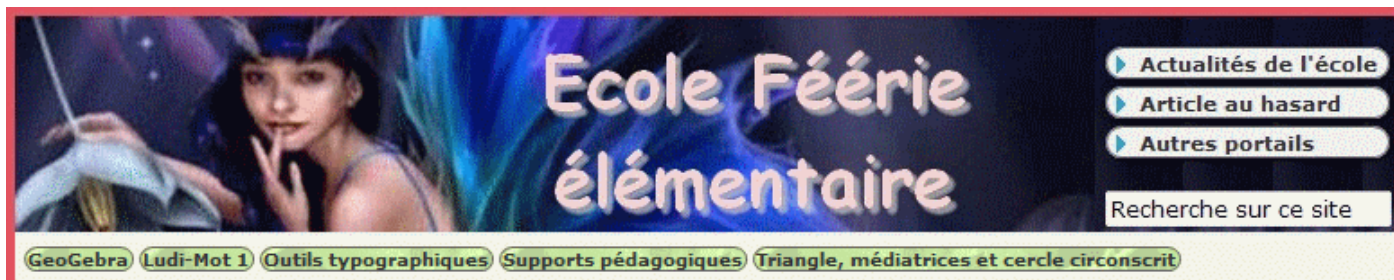 Ecole Féérie
élémentaire
Actualités de l'école
Article au hasard
Autres portails
Recherche sur ce site
GeoGebra Ludi-Mot 1 Outils typographiques Supports pédagogiques Triangle, médiatrices et cercle circonscrit